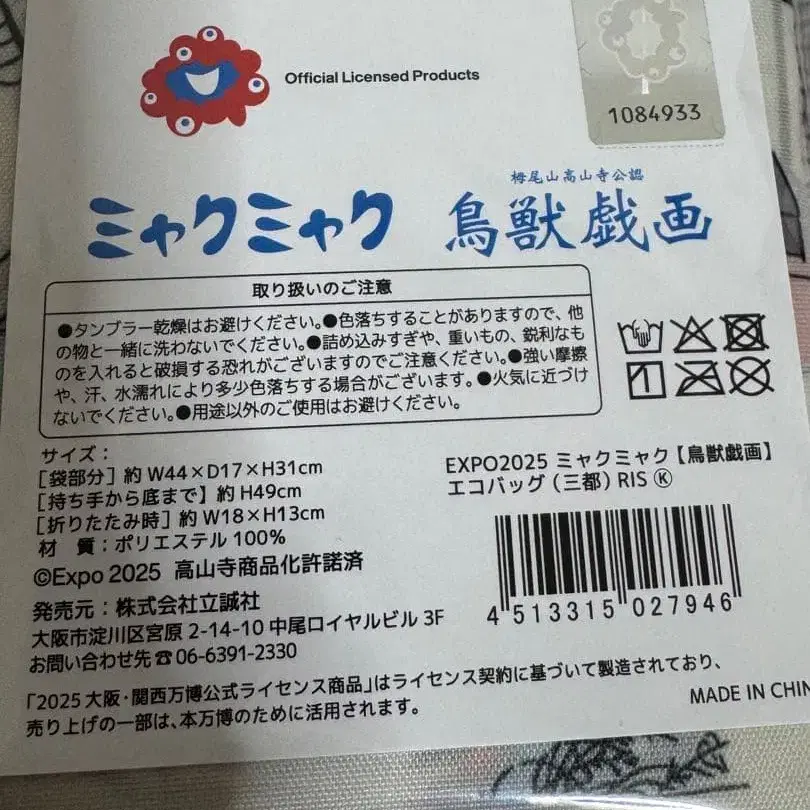 Official Licensed Products
1084933
栂尾山高山寺公認
ミャクミャク 鳥獣戯画
取り扱いのご注意
●タンブラー乾燥はお避けください。●色落ちすることがありますので、他
の物と一緒に洗わないでください。●詰め込みすぎや、重いもの、鋭利なも
のを入れると破損する恐れがございますのでご注意ください。●強い摩擦
や、汗、水濡れにより多少色落ちする場合がございます。●火気に近づけ
ないでください。●用途以外のご使用はお避けください。
サイズ：
[袋部分] 約 W44×D17×H31cm
[持ち手から底まで】約 H49cm
[折りたたみ時] 約 W18×H13cm
材 質：ポリエステル 100%
©Expo 2025 高山寺商品化許諾済
発売元：株式会社立誠社
大阪市淀川区宮原 2-14-10 中尾ロイヤルビル 3F
お問い合わせ先☎06-6391-2330
EXPO2025 ミャクミャク【鳥獣戯画】
エコバッグ（三都）RIS Ⓚ
4 513315 027946
「2025 大阪・関西万博公式ライセンス商品」はライセンス契約に基づいて製造されており、
売り上げの一部は、本万博のために活用されます。
MADE IN CHIN